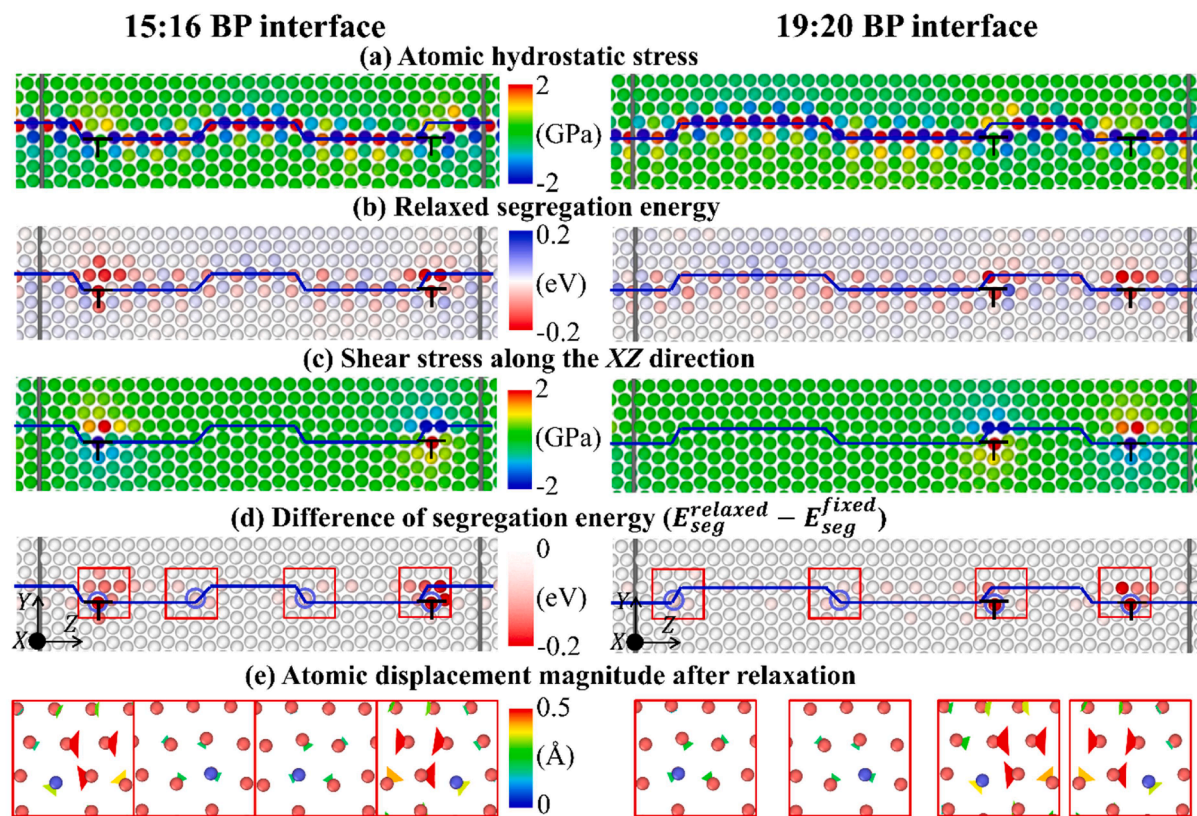 15:16 BP interface
19:20 BP interface
(a) Atomic hydrostatic stress
2
(GPa)
-2
(b) Relaxed segregation energy
0.2
(eV)
-0.2
(c) Shear stress along the XZ direction
2
(GPa)
-2
(d) Difference of segregation energy (E_seg^relaxed − E_seg^fixed)
0
(eV)
-0.2
Y
X
Z
Y
X
Z
(e) Atomic displacement magnitude after relaxation
0.5
(Å)
0